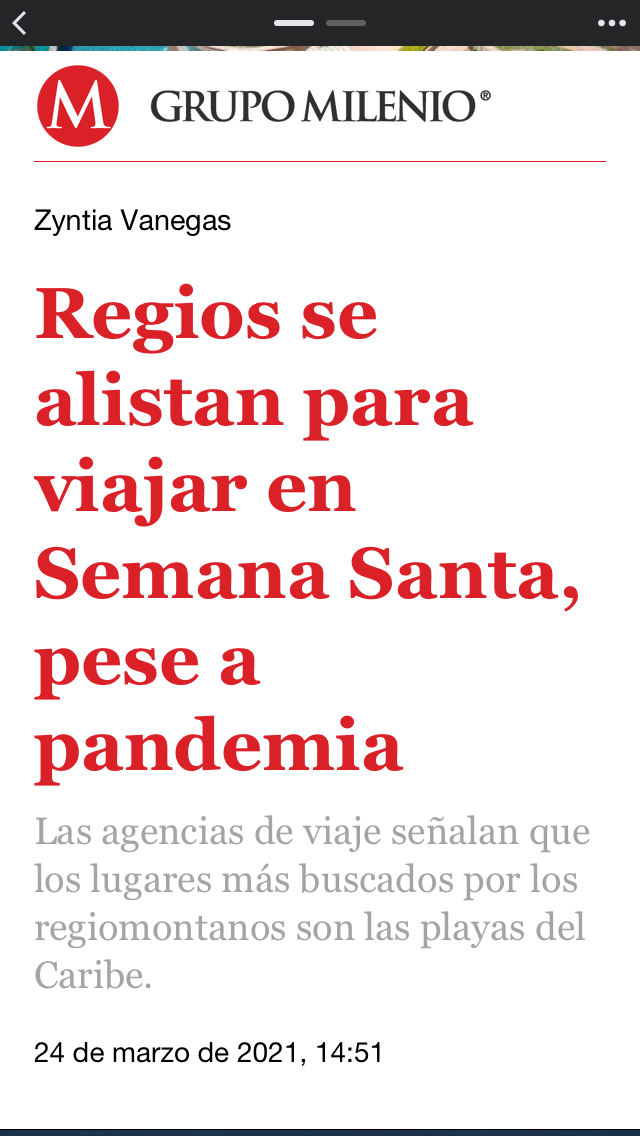 M GRUPO MILENIO®
Zyntia Vanegas
Regios se
alistan para
viajar en
Semana Santa,
pese a
pandemia
Las agencias de viaje señalan que
los lugares más buscados por los
regiomontanos son las playas del
Caribe.
24 de marzo de 2021, 14:51